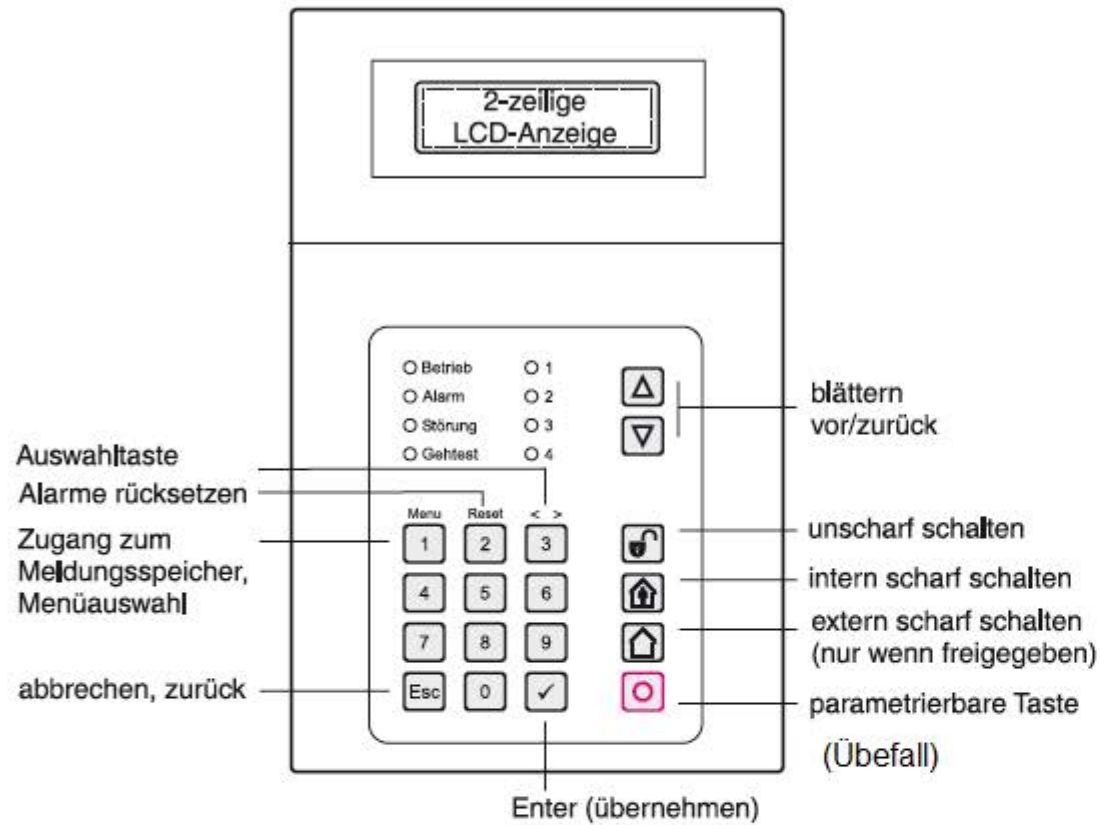 2-zeilige
LCD-Anzeige
Betrieb
1
Alarm
2
Störung
3
Gehtest
4
blättern
vor/zurück
Auswahltaste
Alarme rücksetzen
Zugang zum
Meldungsspeicher,
Menüauswahl
abbrechen, zurück
Menu Reset < >
1 2 3
4 5 6
7 8 9
Esc 0 ✓
unscharf schalten
intern scharf schalten
extern scharf schalten
(nur wenn freigegeben)
parametrierbare Taste
(Übefall)
Enter (übernehmen)